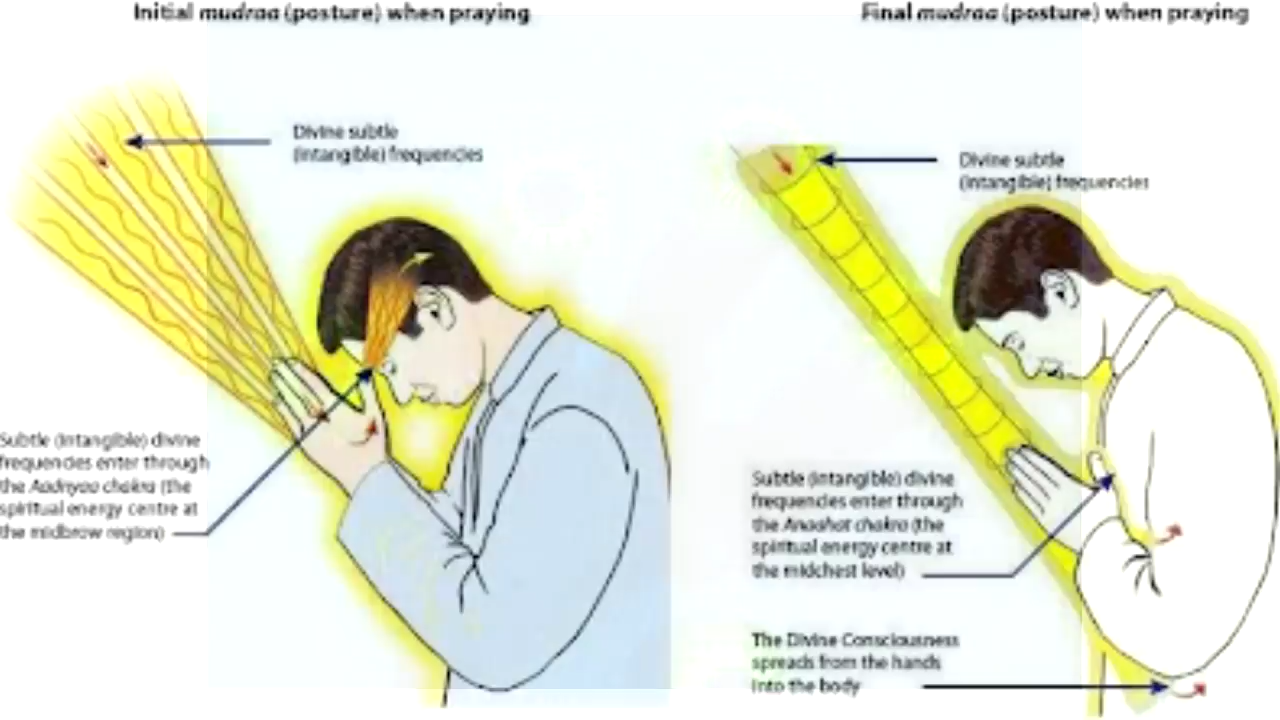 Initial mudraa (posture) when praying
Divine subtle
(intangible) frequencies
Subtle (intangible) divine
frequencies enter through
the Aadnyaa chakra (the
spiritual energy centre at
the midbrow region)
Final mudraa (posture) when praying
Divine subtle
(intangible) frequencies
Subtle (intangible) divine
frequencies enter through
the Anaahat chakra (the
spiritual energy centre at
the midchest level)
The Divine Consciousness
spreads from the hands
into the body